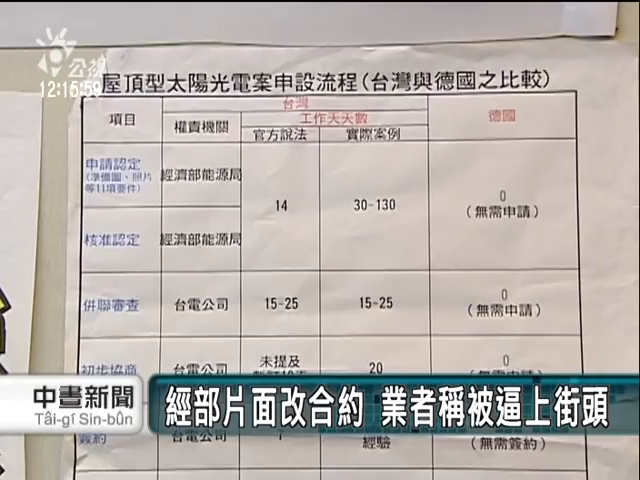 公視
12:15:59
屋頂型太陽光電案申設流程(台灣與德國之比較)
項目
台灣
德國
權責機關
工作天天數
官方說法
實際案例
申請認定
(準備圖、照片
等11項要件)
經濟部能源局
14
30-130
0
(無需申請)
核准認定
經濟部能源局
併聯審查
台電公司
15-25
15-25
0
(無需申請)
初步協商
台電公司
未提及
20
0
簽約
台電公司
經驗
(無需簽約)
中晝新聞
Tâi-gí Sin-bûn
經部片面改合約 業者稱被逼上街頭